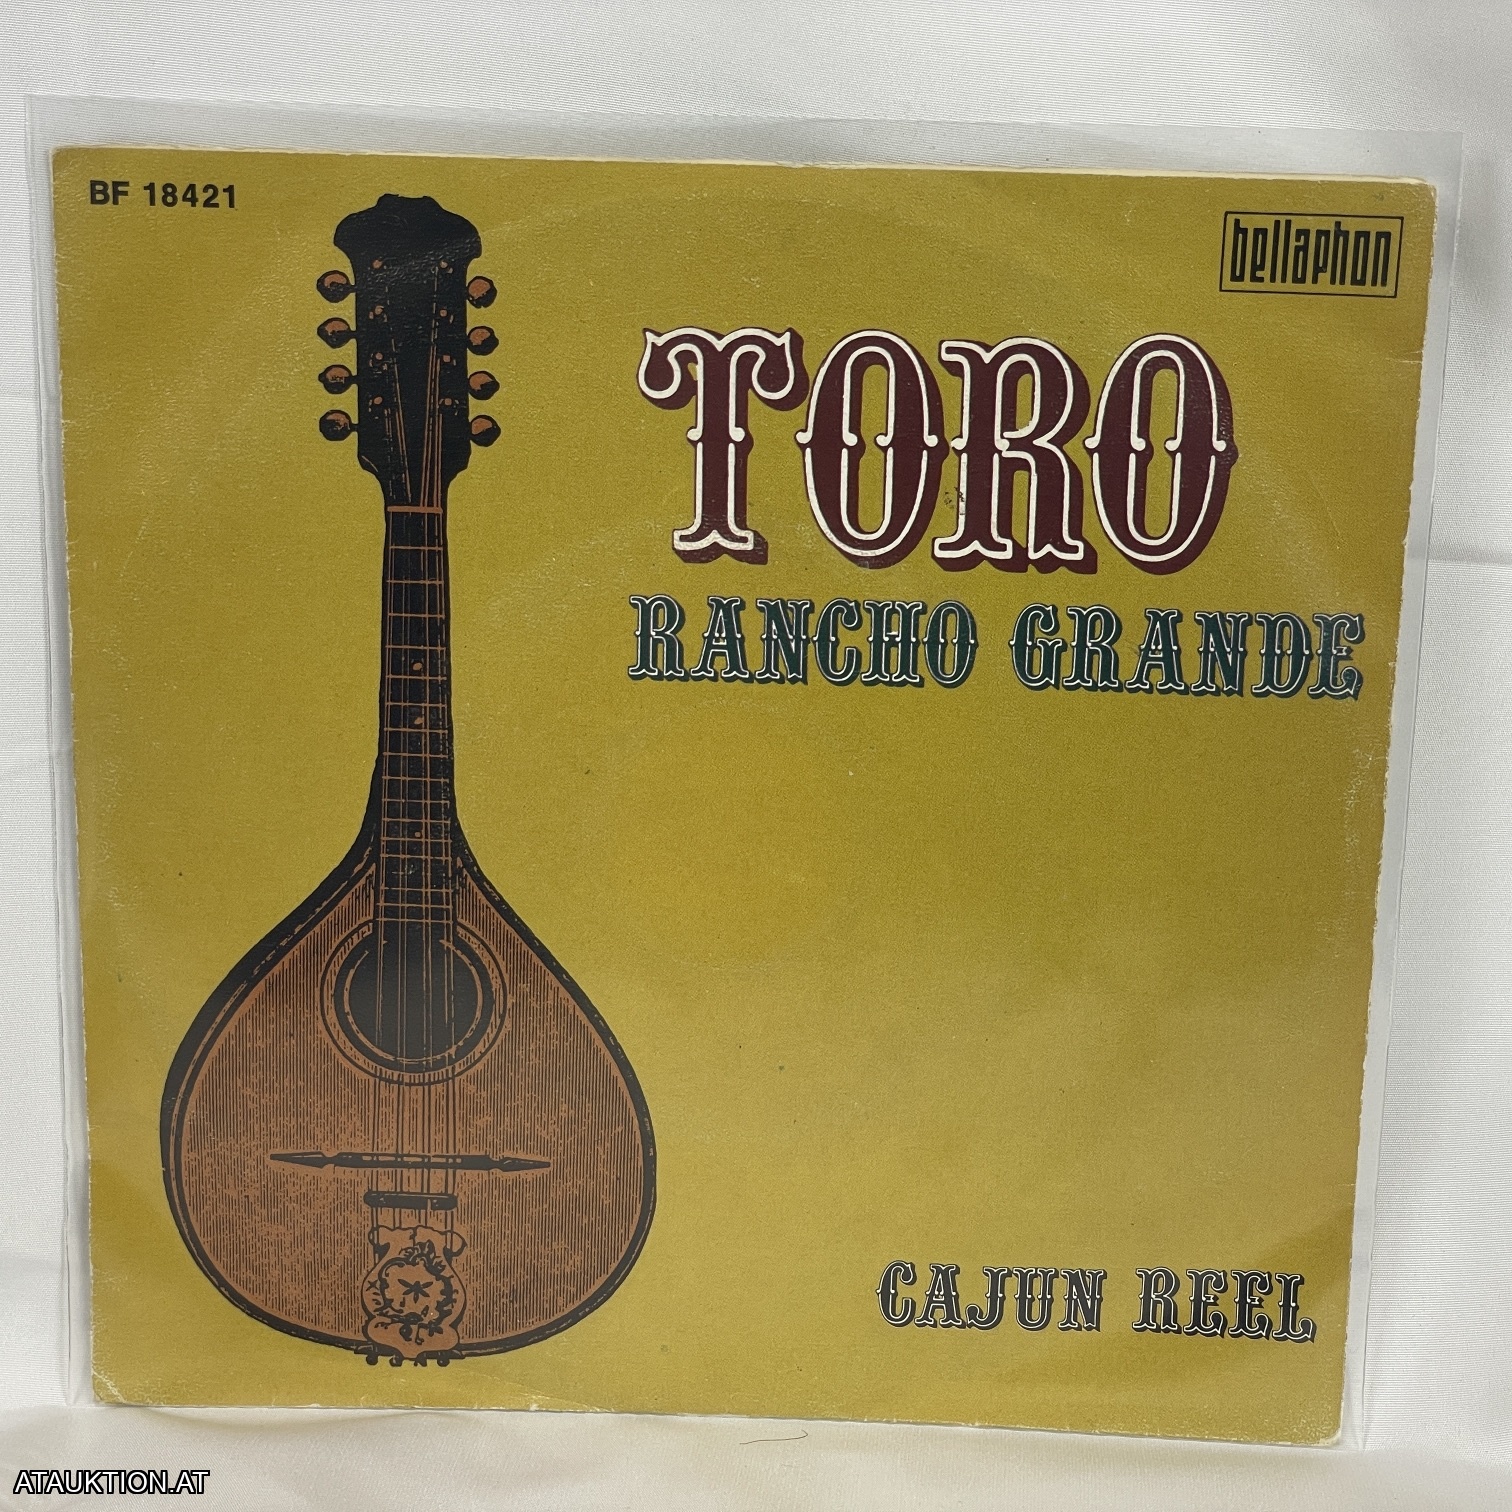 BF 18421
bellaphon
TORO
RANCHO GRANDE
CAJUN REEL
ATAUKTION.AT